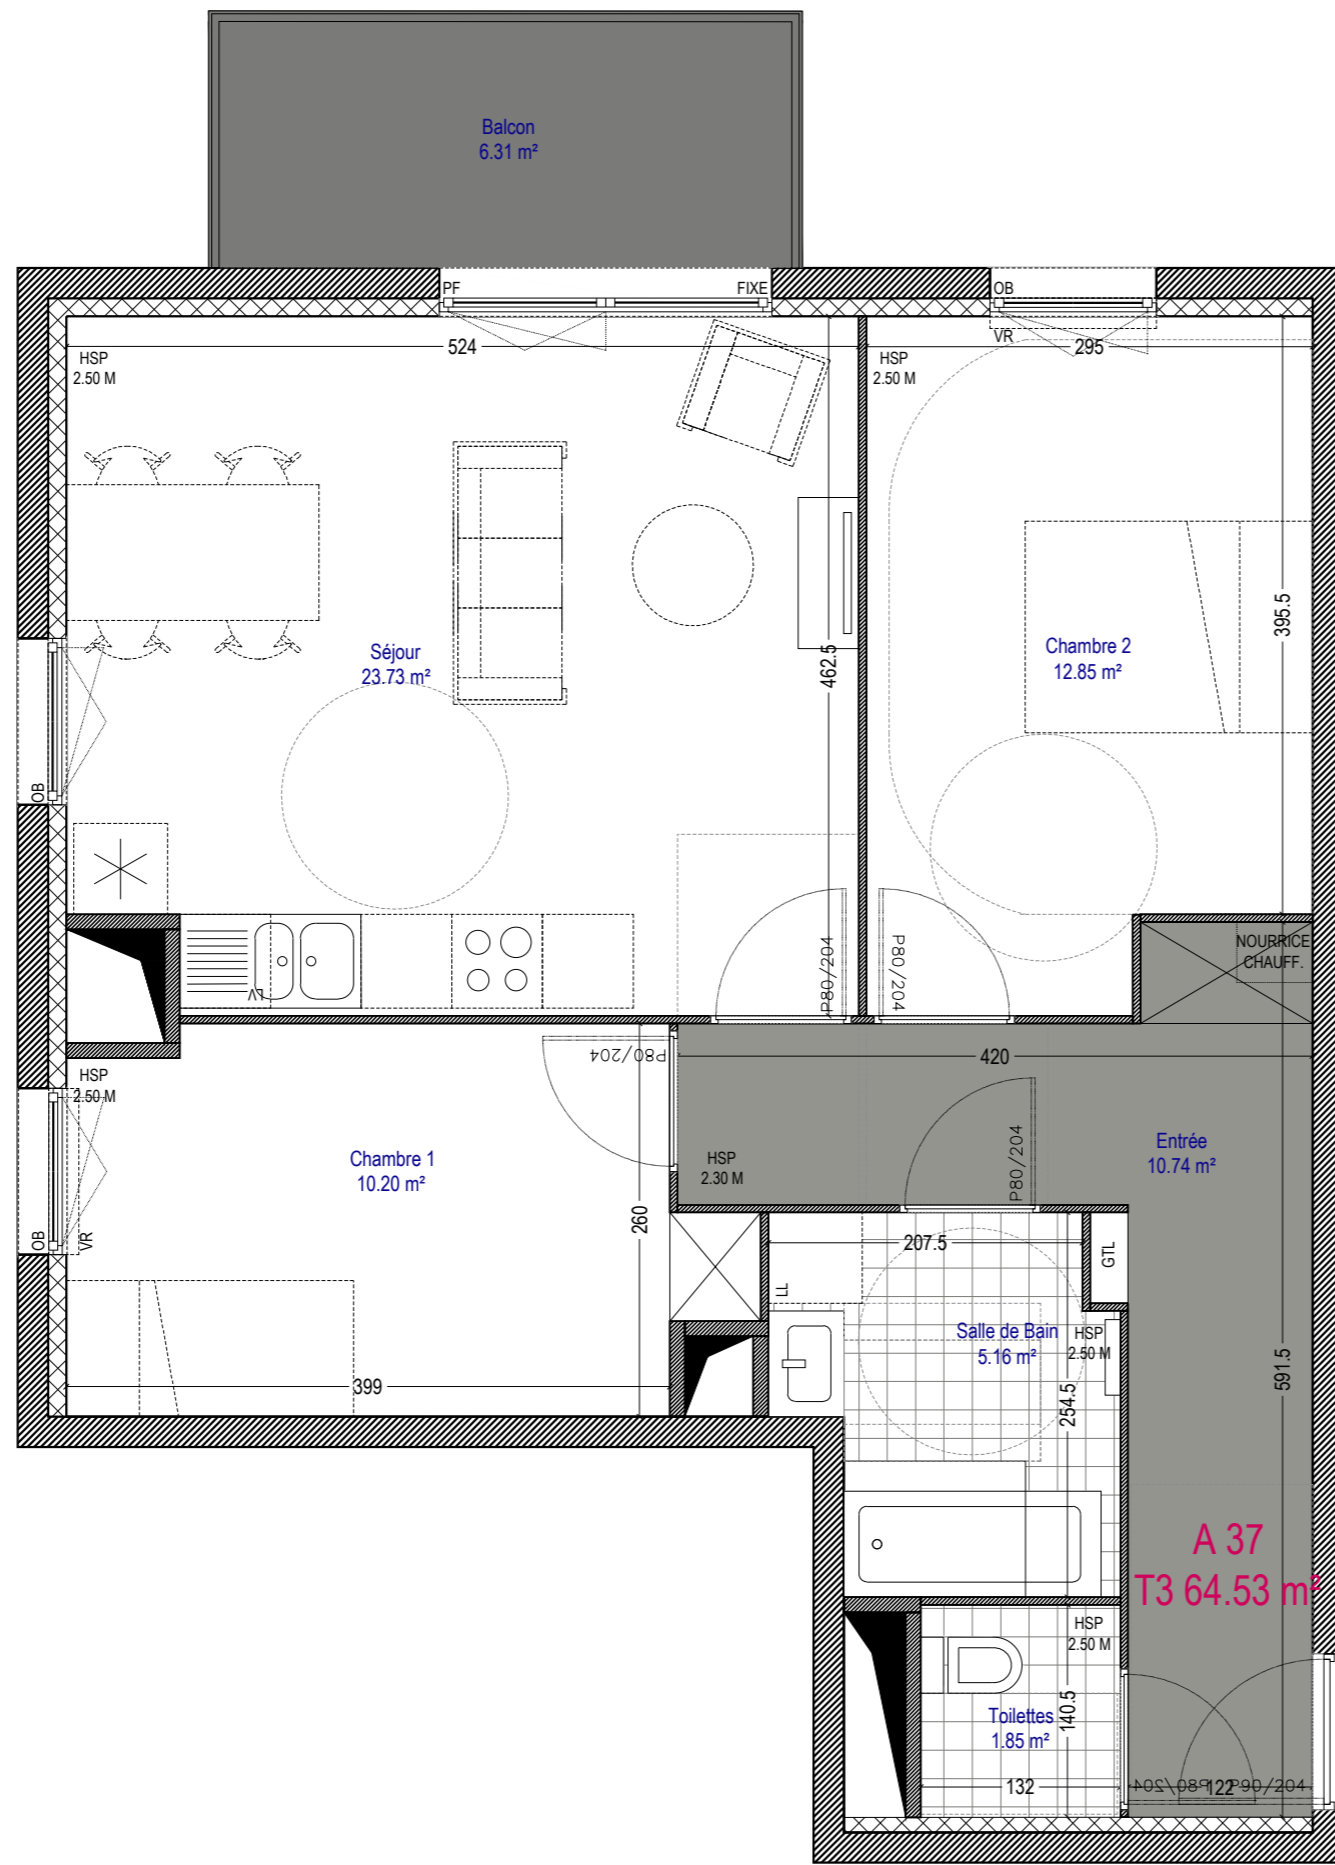 Balcon
6.31 m²
PF
FIXE
OB
VR
524
295
HSP
2.50 M
HSP
2.50 M
395.5
462.5
Séjour
23.73 m²
Chambre 2
12.85 m²
OB
LV
P80/204
P80/204
NOURRICE
CHAUFF.
P80/204
420
HSP
2.50 M
Chambre 1
10.20 m²
HSP
2.30 M
P80/204
Entrée
10.74 m²
OB
VR
260
207.5
GTL
LL
Salle de Bain
5.16 m²
HSP
2.50 M
399
254.5
591.5
A 37
T3 64.53 m²
HSP
2.50 M
Toilettes
1.85 m²
140.5
132
P80/204
122
P90/204